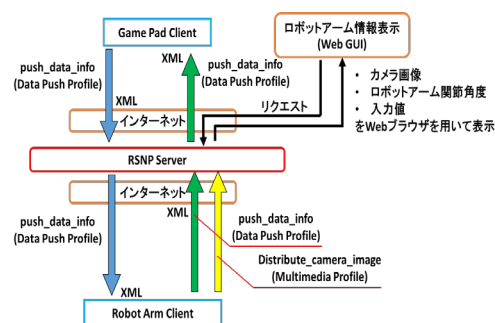 Game Pad Client
ロボットアーム情報表示
(Web GUI)
push_data_info
(Data Push Profile)
XML
push_data_info
(Data Push Profile)
XML
・ カメラ画像
・ ロボットアーム関節角度
・ 入力値
をWebブラウザを用いて表示
リクエスト
インターネット
RSNP Server
インターネット
push_data_info
(Data Push Profile)
XML
XML
push_data_info
(Data Push Profile)
Distribute_camera_image
(Multimedia Profile)
Robot Arm Client